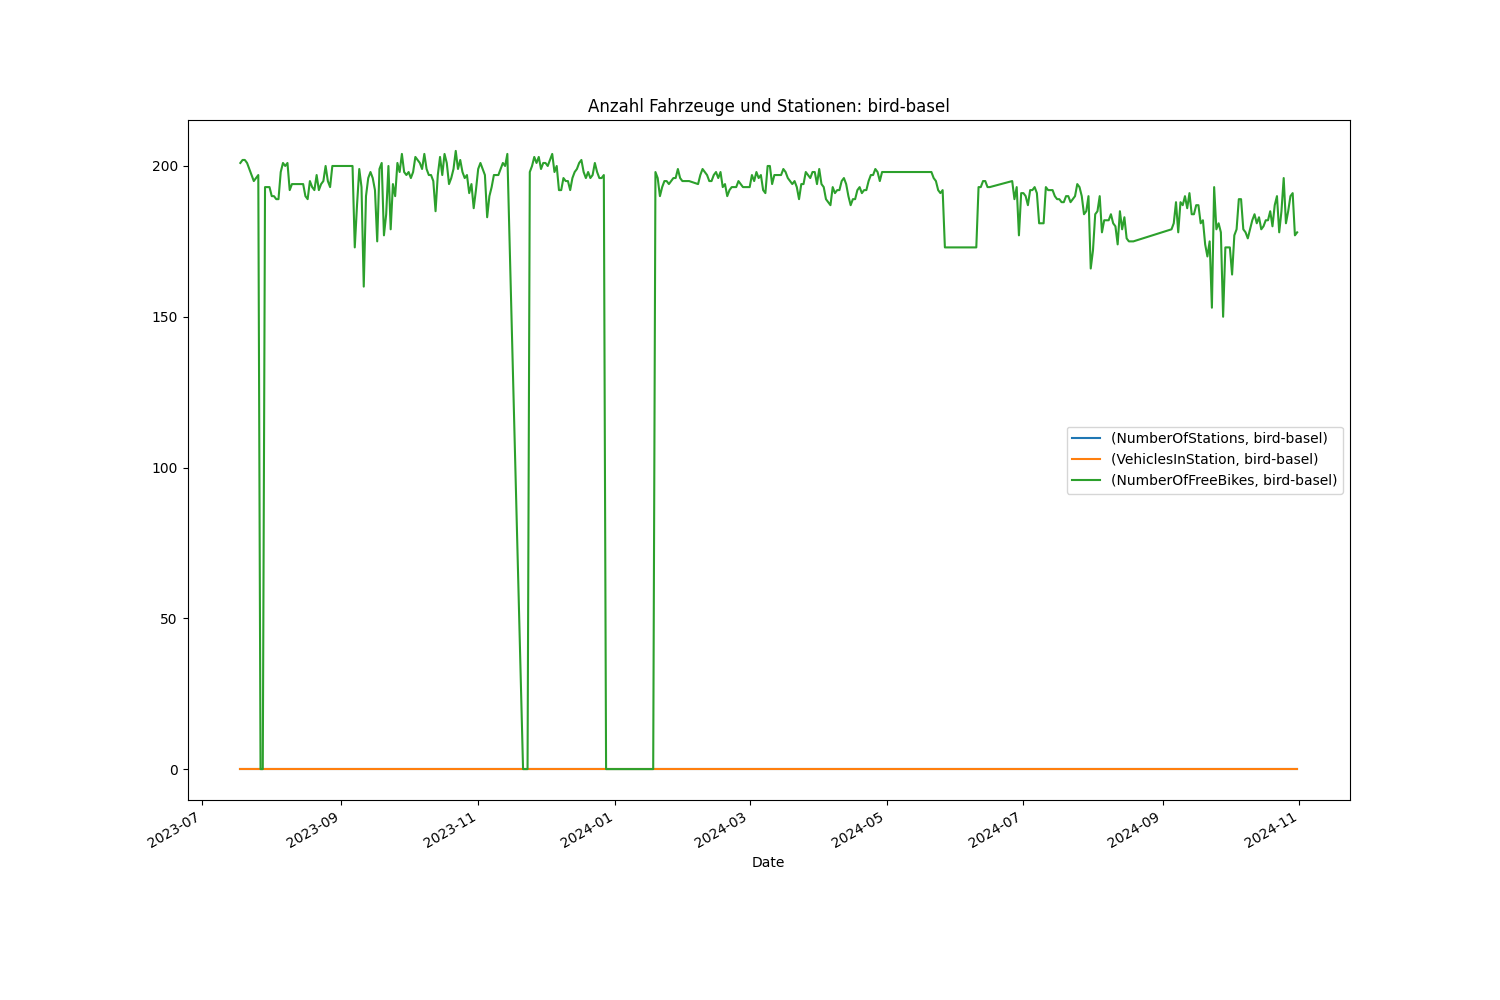 Anzahl Fahrzeuge und Stationen: bird-basel
200
150
100
50
0
(NumberOfStations, bird-basel)
(VehiclesInStation, bird-basel)
(NumberOfFreeBikes, bird-basel)
2023-07
2023-09
2023-11
2024-01
2024-03
2024-05
2024-07
2024-09
2024-11
Date